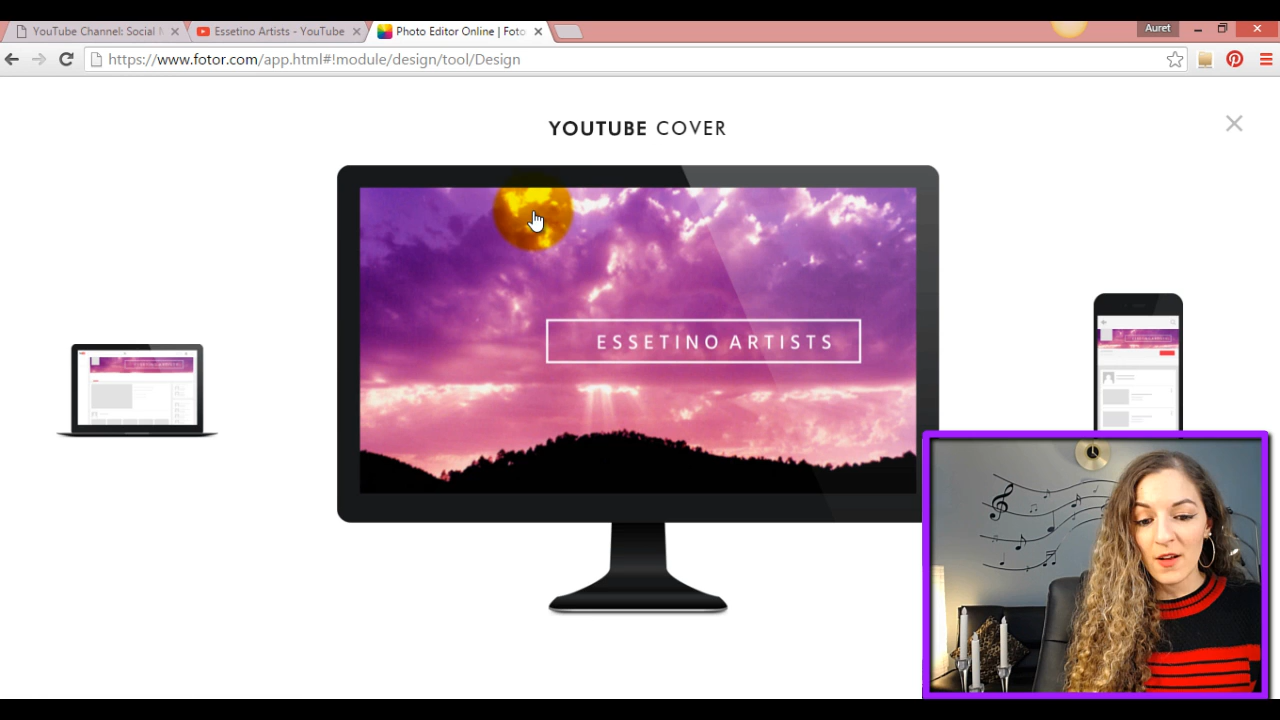 YouTube Channel: Social M
Essetino Artists - YouTube
Photo Editor Online | Foto
Auret
https://www.fotor.com/app.html#!module/design/tool/Design
YOUTUBE COVER
ESSETINO ARTISTS